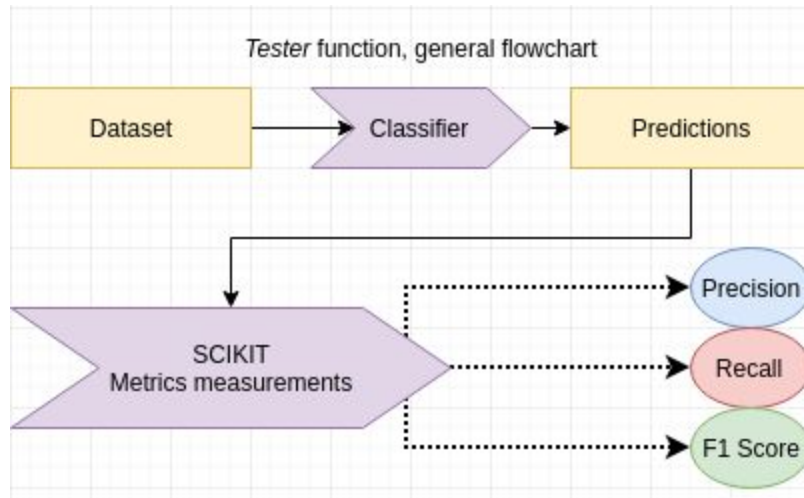 Tester function, general flowchart
Dataset
Classifier
Predictions
SCIKIT
Metrics measurements
Precision
Recall
F1 Score